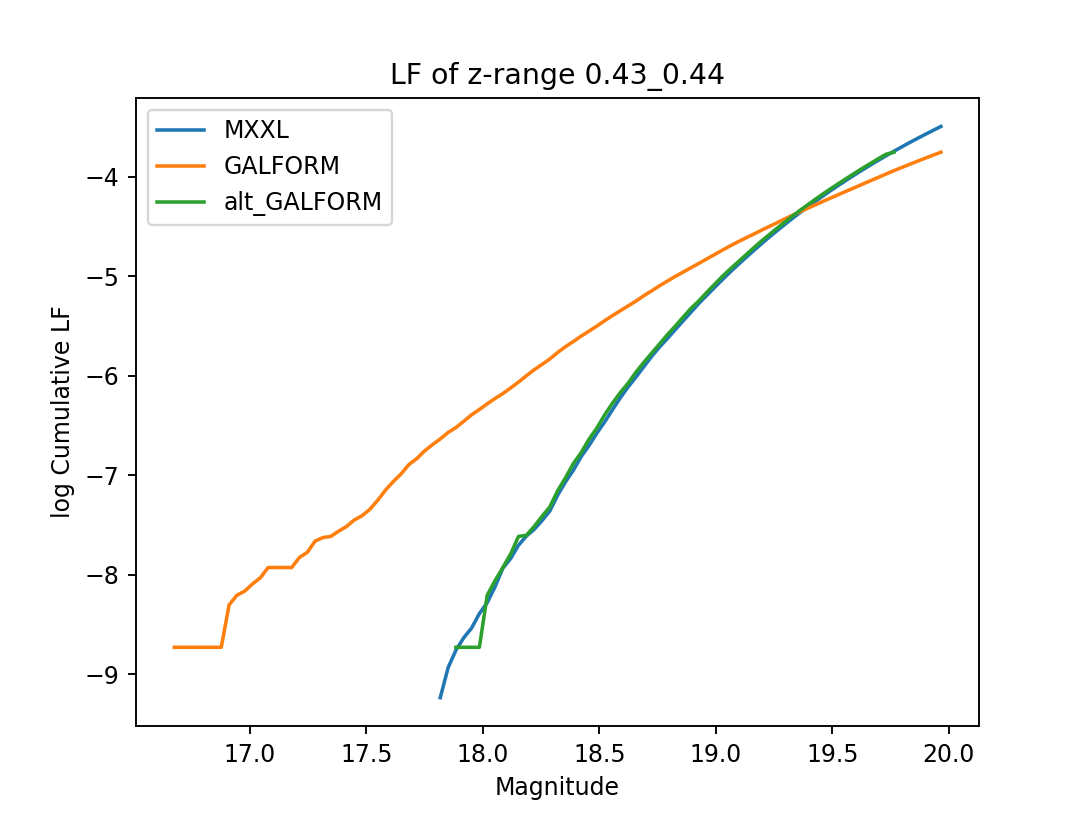 LF of z-range 0.43_0.44
MXXL
GALFORM
alt_GALFORM
log Cumulative LF
−4
−5
−6
−7
−8
−9
17.0 17.5 18.0 18.5 19.0 19.5 20.0
Magnitude